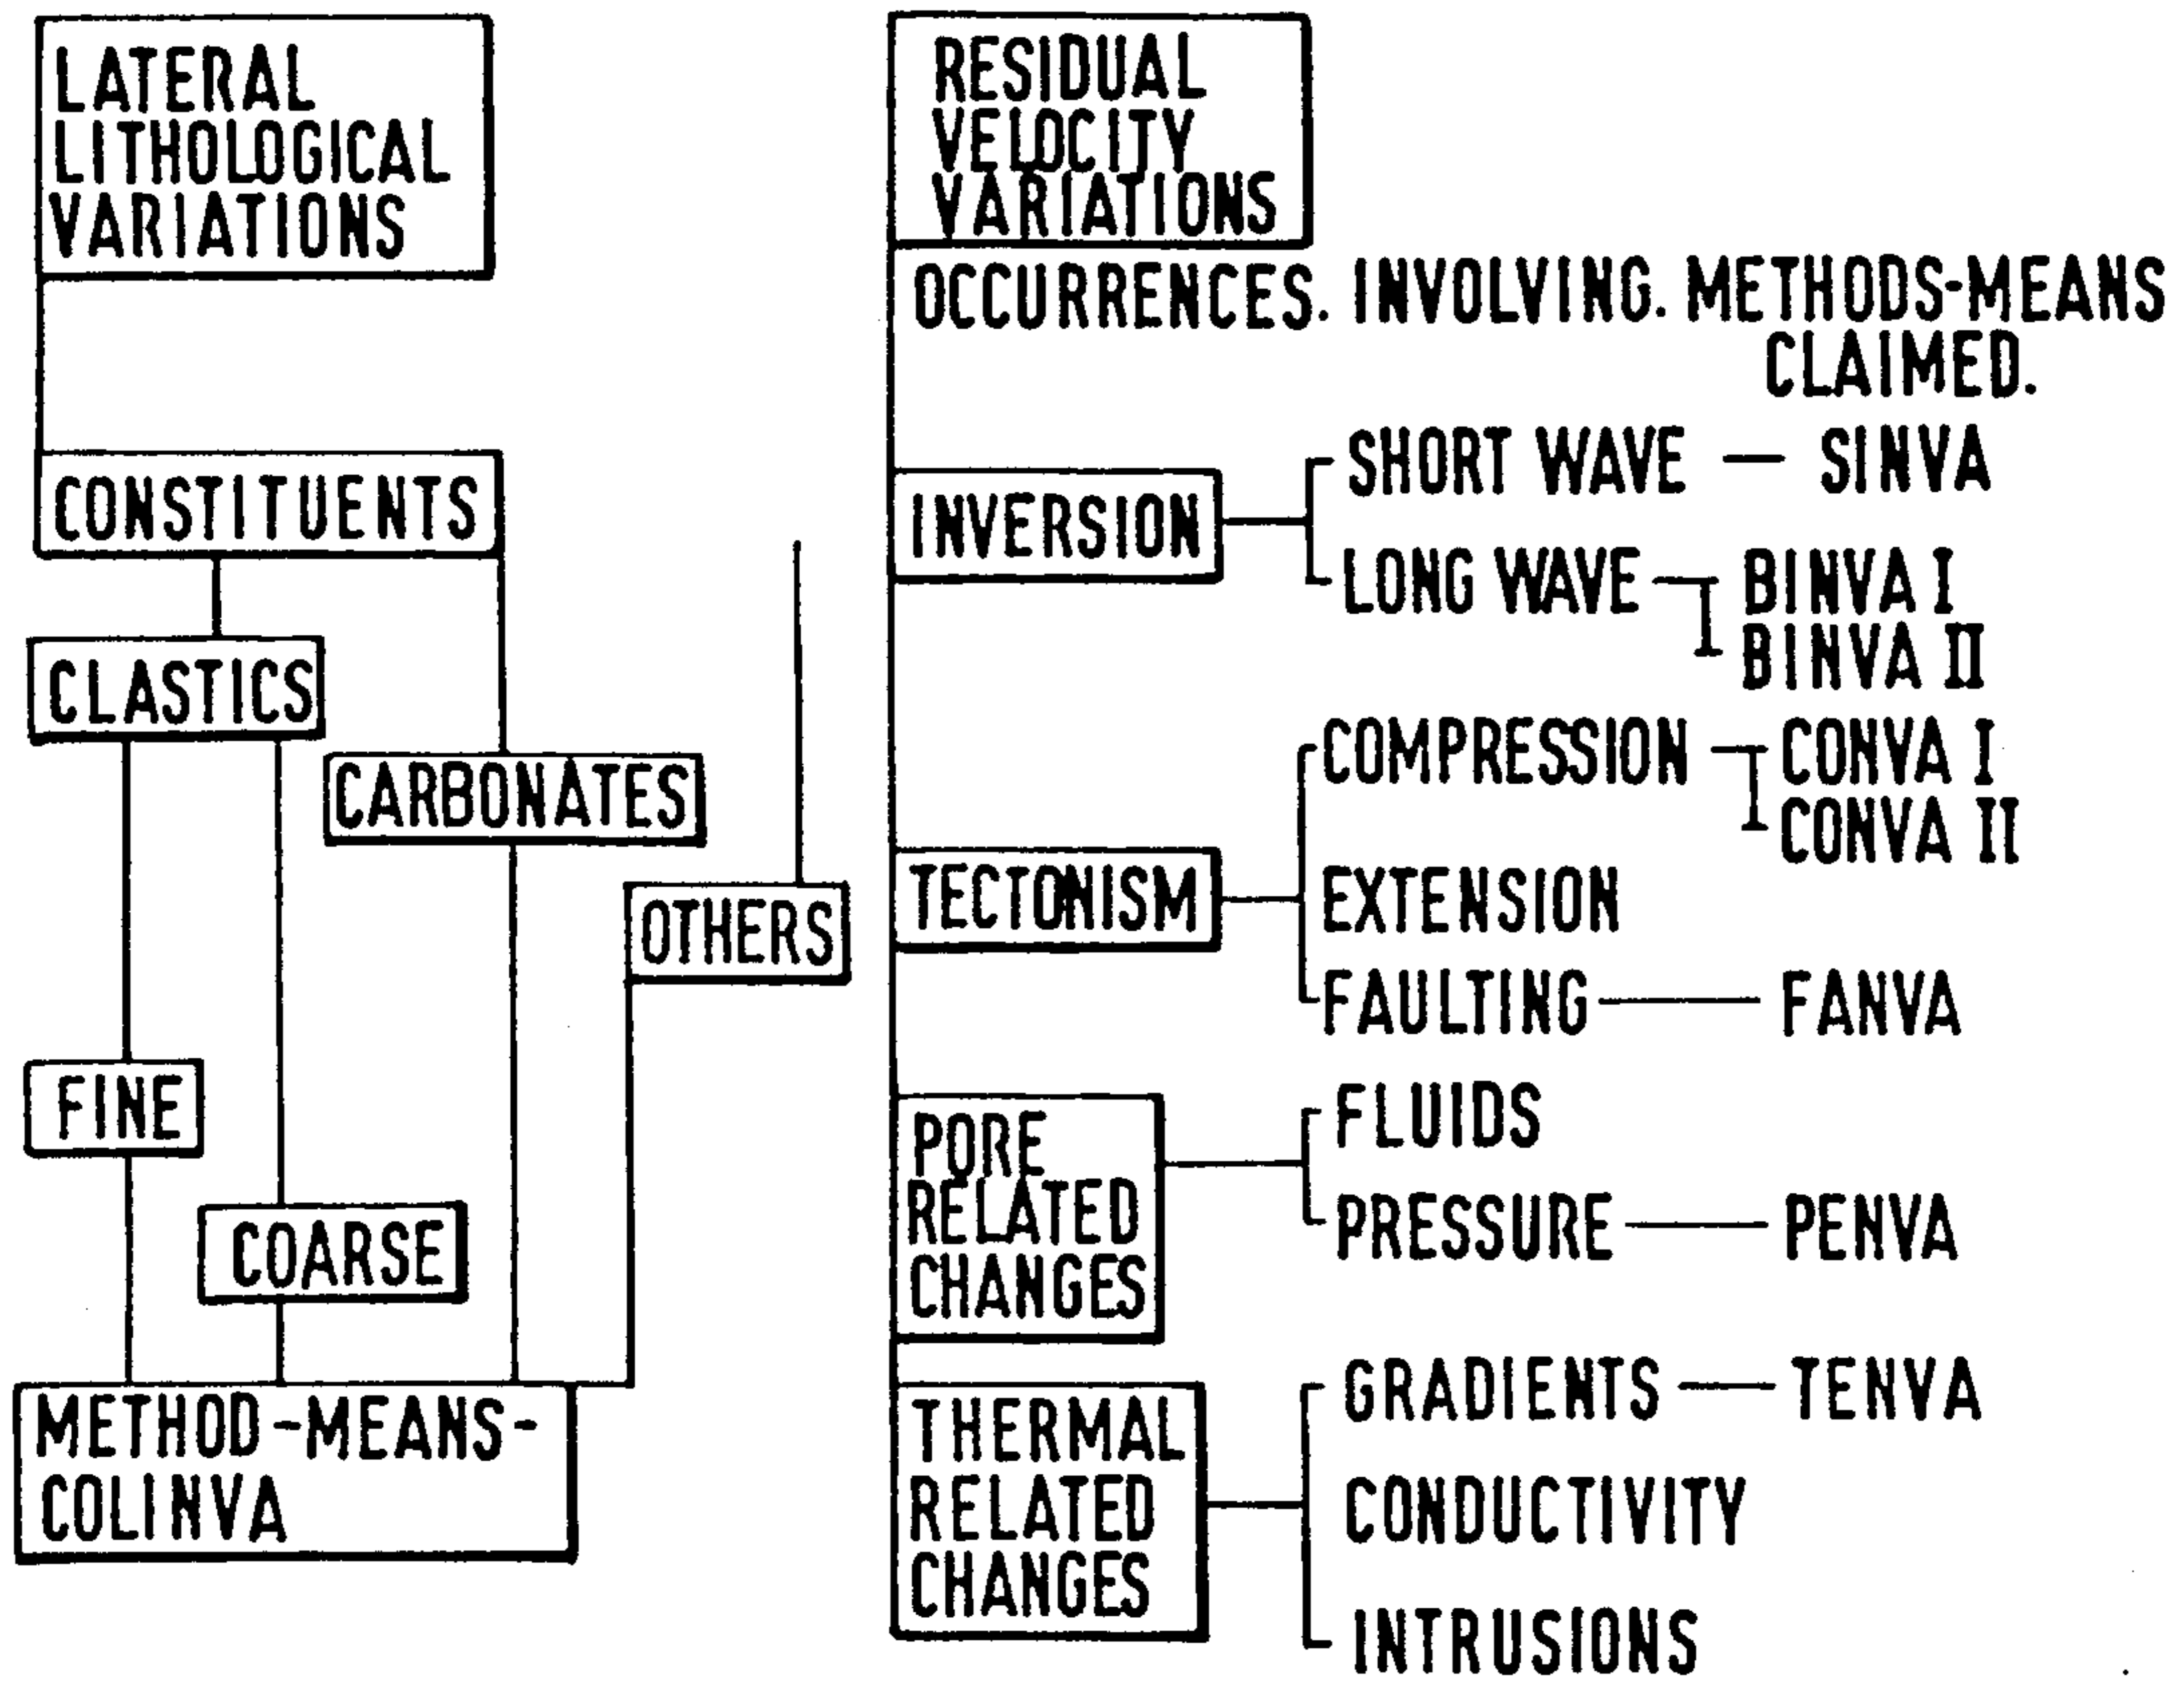 LATERAL
LITHOLOGICAL
VARIATIONS
CONSTITUENTS
CLASTICS
CARBONATES
OTHERS
FINE
COARSE
METHOD-MEANS-
COLINVA
RESIDUAL
VELOCITY
VARIATIONS
OCCURRENCES. INVOLVING. METHODS-MEANS
CLAIMED.
INVERSION
SHORT WAVE — SINVA
LONG WAVE BINVA I
BINVA II
TECTONISM
COMPRESSION CONVA I
CONVA II
EXTENSION
FAULTING — FANVA
PORE
RELATED
CHANGES
FLUIDS
PRESSURE — PENVA
THERMAL
RELATED
CHANGES
GRADIENTS — TENVA
CONDUCTIVITY
INTRUSIONS